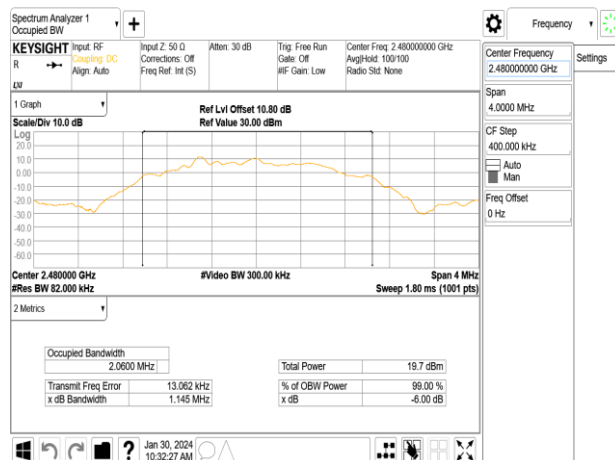 Spectrum Analyzer 1
Occupied BW
+
Frequency
KEYSIGHT
R
Input: RF
Coupling: DC
Align: Auto
Input Z: 50 Ω
Corrections: Off
Freq Ref: Int (S)
Atten: 30 dB
Trig: Free Run
Gate: Off
#IF Gain: Low
Center Freq: 2.480000000 GHz
Avg|Hold: 100/100
Radio Std: None
Center Frequency
2.480000000 GHz
Settings
Span
4.0000 MHz
CF Step
400.000 kHz
Auto
Man
Freq Offset
0 Hz
1 Graph
Scale/Div 10.0 dB
Ref Lvl Offset 10.80 dB
Ref Value 30.00 dBm
Log
20.0
10.0
0.00
-10.0
-20.0
-30.0
-40.0
-50.0
-60.0
Center 2.480000 GHz
#Res BW 82.000 kHz
#Video BW 300.00 kHz
Span 4 MHz
Sweep 1.80 ms (1001 pts)
2 Metrics
Occupied Bandwidth
2.0600 MHz
Transmit Freq Error 13.062 kHz
x dB Bandwidth 1.145 MHz
Total Power 19.7 dBm
% of OBW Power 99.00 %
x dB -6.00 dB
?
Jan 30, 2024
10:32:27 AM